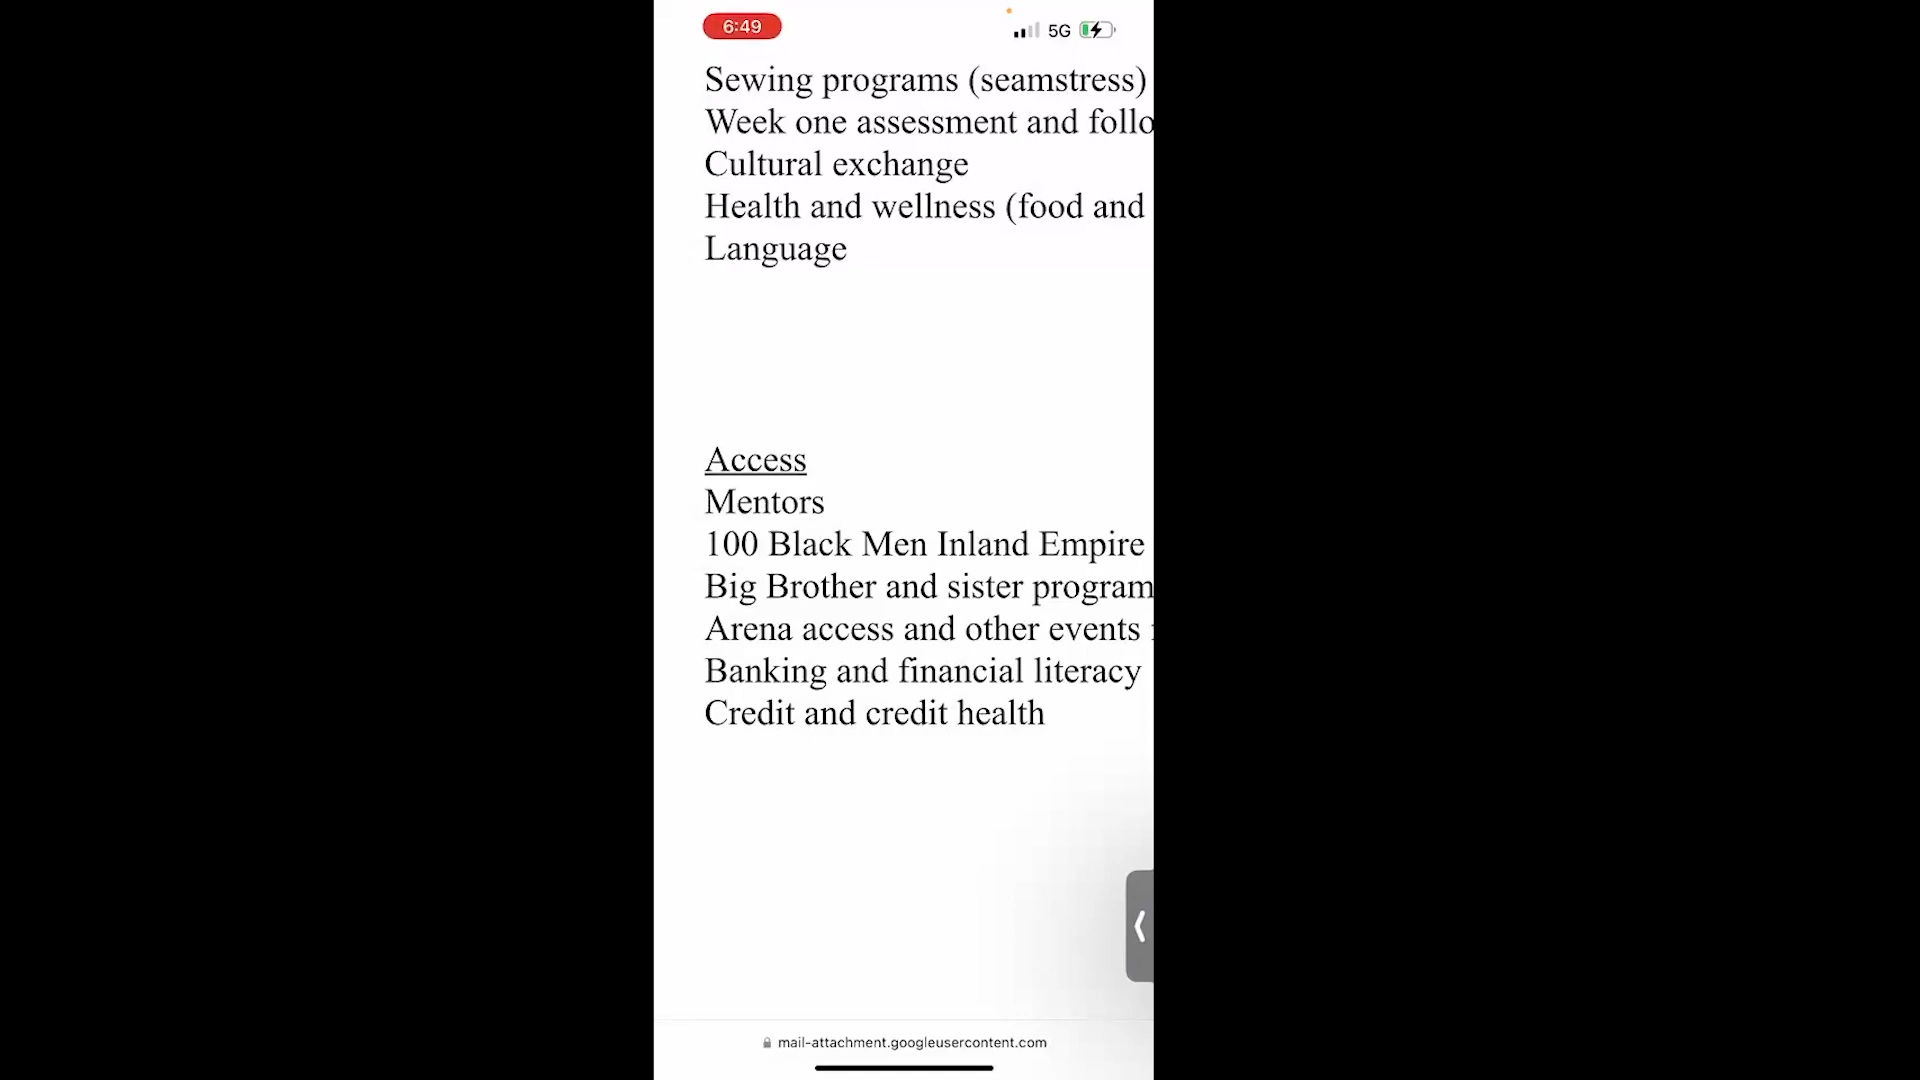 6:49
5G
Sewing programs (seamstress)
Week one assessment and follo
Cultural exchange
Health and wellness (food and
Language
Access
Mentors
100 Black Men Inland Empire
Big Brother and sister program
Arena access and other events
Banking and financial literacy
Credit and credit health
mail-attachment.googleusercontent.com